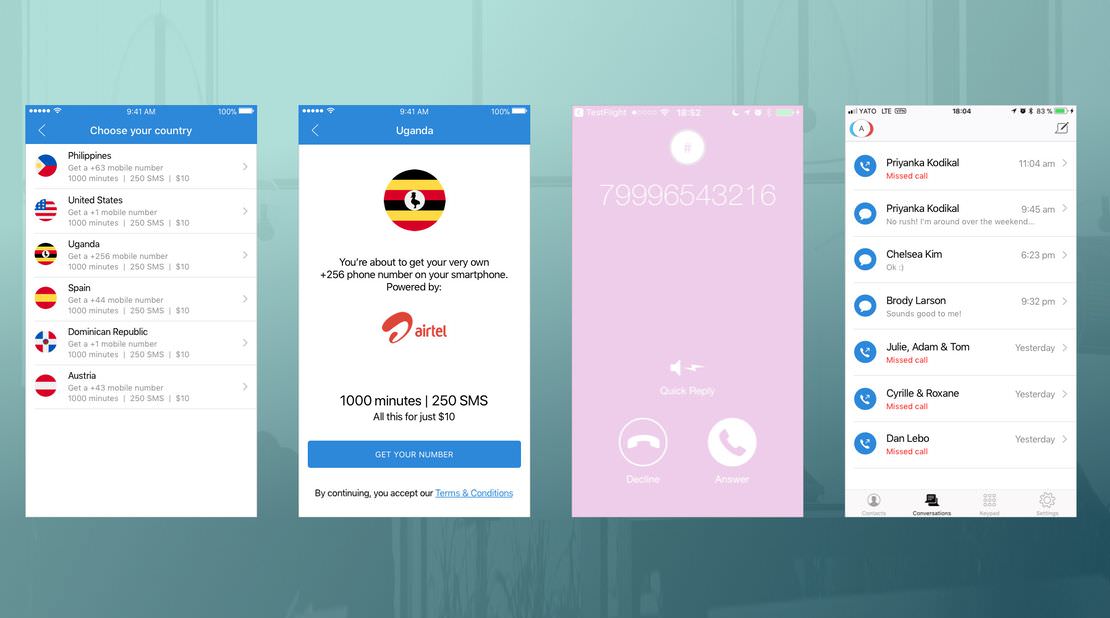 9:41 AM
100%
Choose your country
Philippines
Get a +63 mobile number
1000 minutes | 250 SMS | $10
United States
Get a +1 mobile number
1000 minutes | 250 SMS | $10
Uganda
Get a +256 mobile number
1000 minutes | 250 SMS | $10
Spain
Get a +44 mobile number
1000 minutes | 250 SMS | $10
Dominican Republic
Get a +1 mobile number
1000 minutes | 250 SMS | $10
Austria
Get a +43 mobile number
1000 minutes | 250 SMS | $10
9:41 AM
100%
Uganda
You're about to get your very own
+256 phone number on your smartphone.
Powered by:
airtel
1000 minutes | 250 SMS
All this for just $10
GET YOUR NUMBER
By continuing, you accept our Terms & Conditions
TestFlight
18:52
#
79996543216
Quick Reply
Decline
Answer
YATO LTE VPN
18:04
83 %
A
Priyanka Kodikal
11:04 am
Missed call
Priyanka Kodikal
9:45 am
No rush! I'm around over the weekend...
Chelsea Kim
6:23 pm
Ok :)
Brody Larson
9:32 pm
Sounds good to me!
Julie, Adam & Tom
Yesterday
Missed call
Cyrille & Roxane
Yesterday
Missed call
Dan Lebo
Yesterday
Missed call
Contacts
Conversations
Keypad
Settings